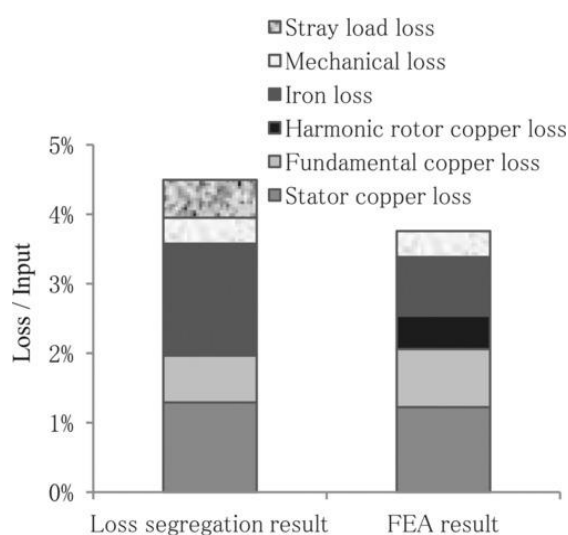 Stray load loss
Mechanical loss
Iron loss
Harmonic rotor copper loss
Fundamental copper loss
Stator copper loss
5%
4%
3%
2%
1%
0%
Loss / Input
Loss segregation result
FEA result